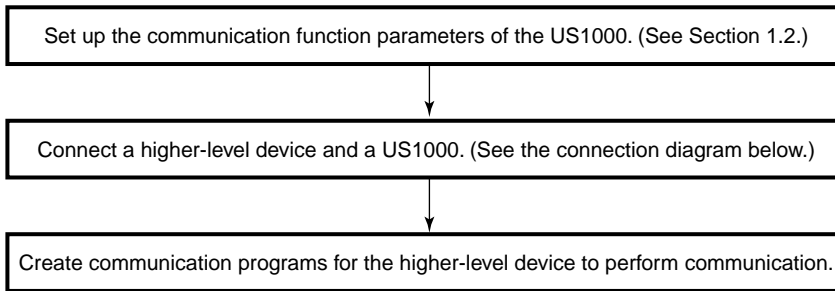 Set up the communication function parameters of the US1000. (See Section 1.2.)
Connect a higher-level device and a US1000. (See the connection diagram below.)
Create communication programs for the higher-level device to perform communication.